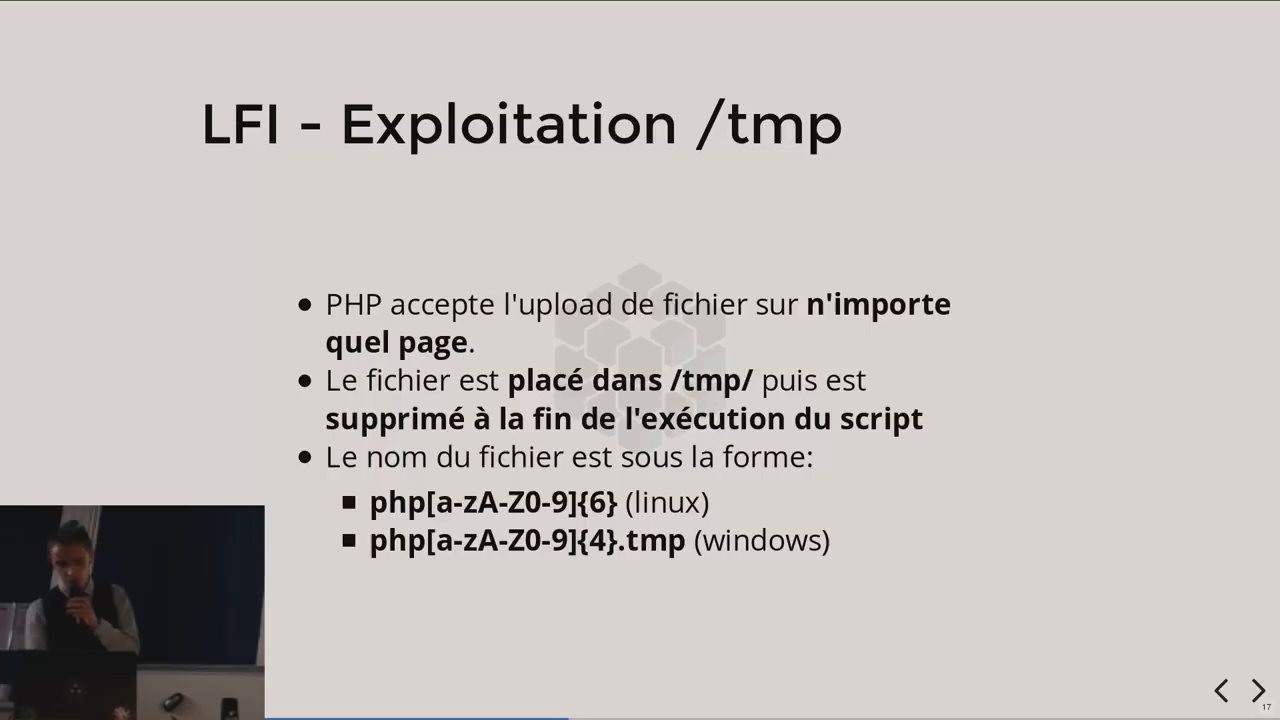 LFI - Exploitation /tmp
• PHP accepte l'upload de fichier sur n'importe
quel page.
• Le fichier est placé dans /tmp/ puis est
supprimé à la fin de l'exécution du script
• Le nom du fichier est sous la forme:
▪ php[a-zA-Z0-9]{6} (linux)
▪ php[a-zA-Z0-9]{4}.tmp (windows)
17